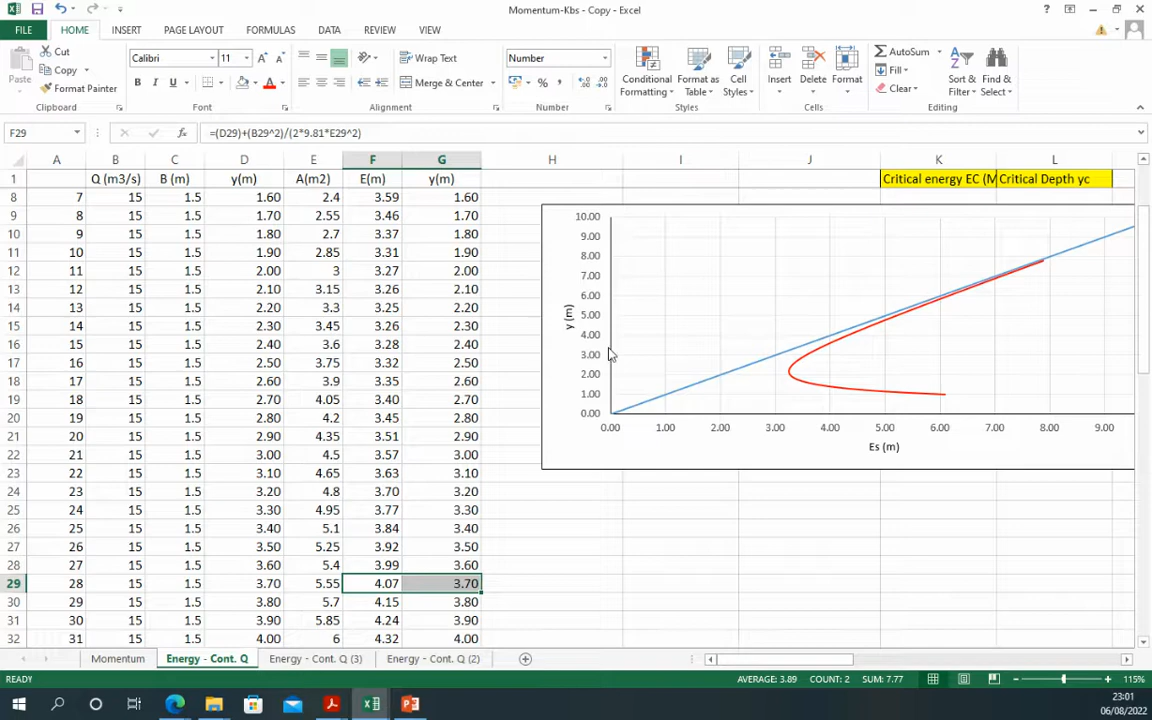 Momentum-Kbs - Copy - Excel
FILE HOME INSERT PAGE LAYOUT FORMULAS DATA REVIEW VIEW
Paste Cut Calibri 11 Wrap Text Number Conditional Formatting Format as Table Cell Styles Insert Delete Format AutoSum Sort & Filter Find & Select
Copy Fill
Format Painter B I U Merge & Center % Clear
Clipboard Font Alignment Number Styles Cells Editing
F29 =(D29)+(B29^2)/(2*9.81*E29^2)
A B C D E F G H I J K L
1 Q (m3/s) B (m) y(m) A(m2) E(m) y(m) Critical energy EC (M Critical Depth yc
8 7 15 1.5 1.60 2.4 3.59 1.60
9 8 15 1.5 1.70 2.55 3.46 1.70
10 9 15 1.5 1.80 2.7 3.37 1.80
11 10 15 1.5 1.90 2.85 3.31 1.90
12 11 15 1.5 2.00 3 3.27 2.00
13 12 15 1.5 2.10 3.15 3.26 2.10
14 13 15 1.5 2.20 3.3 3.25 2.20
15 14 15 1.5 2.30 3.45 3.26 2.30
16 15 15 1.5 2.40 3.6 3.28 2.40
17 16 15 1.5 2.50 3.75 3.32 2.50
18 17 15 1.5 2.60 3.9 3.35 2.60
19 18 15 1.5 2.70 4.05 3.40 2.70
20 19 15 1.5 2.80 4.2 3.45 2.80
21 20 15 1.5 2.90 4.35 3.51 2.90
22 21 15 1.5 3.00 4.5 3.57 3.00
23 22 15 1.5 3.10 4.65 3.63 3.10
24 23 15 1.5 3.20 4.8 3.70 3.20
25 24 15 1.5 3.30 4.95 3.77 3.30
26 25 15 1.5 3.40 5.1 3.84 3.40
27 26 15 1.5 3.50 5.25 3.92 3.50
28 27 15 1.5 3.60 5.4 3.99 3.60
29 28 15 1.5 3.70 5.55 4.07 3.70
30 29 15 1.5 3.80 5.7 4.15 3.80
31 30 15 1.5 3.90 5.85 4.24 3.90
32 31 15 1.5 4.00 6 4.32 4.00
10.00
9.00
8.00
7.00
6.00
5.00
4.00
3.00
2.00
1.00
0.00
y (m)
0.00 1.00 2.00 3.00 4.00 5.00 6.00 7.00 8.00 9.00
Es (m)
Momentum Energy - Cont. Q Energy - Cont. Q (3) Energy - Cont. Q (2)
READY AVERAGE: 3.89 COUNT: 2 SUM: 7.77 115%
23:01
06/08/2022